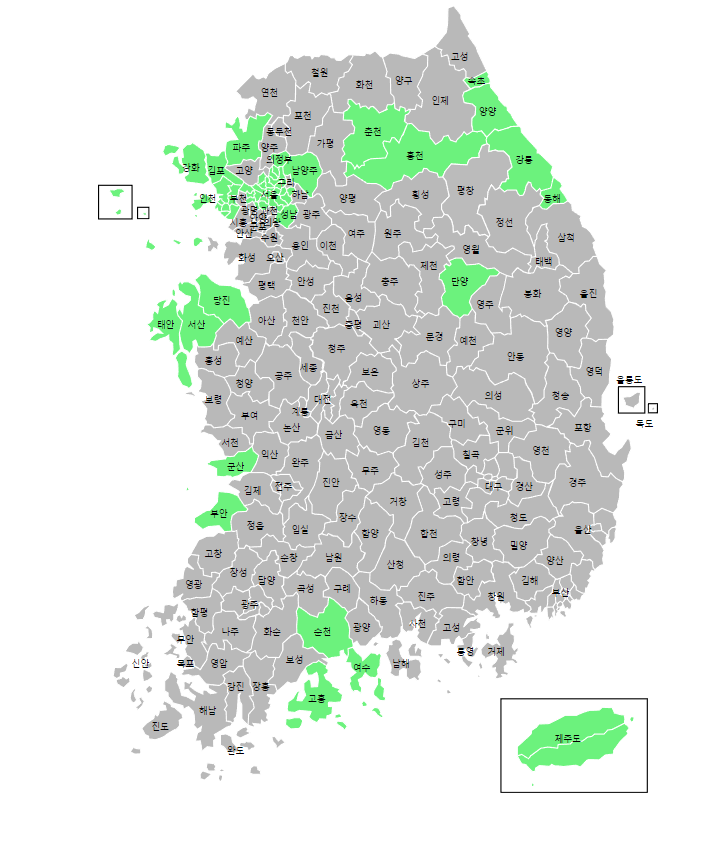 고성
철원
화천
양구
속초
연천
인제
양양
포천
춘천
동두천
파주
양주
가평
홍천
의정부
강릉
강화
김포
고양
남양주
구리
평창
인천
부천
서울
하남
양평
횡성
동해
광명
과천
성남
광주
시흥
안양
군포
의왕
정선
안산
수원
여주
원주
삼척
용인
이천
영월
화성
오산
제천
태백
평택
안성
충주
단양
봉화
울진
당진
음성
영주
진천
태안
서산
아산
천안
증평
괴산
영양
예산
문경
예천
청주
안동
홍성
세종
보은
영덕
청양
공주
상주
울릉도
보령
대전
옥천
의성
청송
부여
계룡
독도
논산
금산
영동
구미
군위
포항
서천
김천
영천
익산
완주
칠곡
군산
무주
성주
김제
전주
진안
대구
경산
경주
거창
고령
부안
장수
청도
정읍
임실
함양
합천
창녕
밀양
울산
고창
순창
남원
산청
의령
양산
장성
담양
함안
김해
영광
곡성
구례
하동
진주
창원
부산
광주
함평
나주
화순
순천
광양
사천
고성
무안
통영
거제
신안
목포
영암
보성
여수
남해
강진
장흥
고흥
해남
진도
제주도
완도